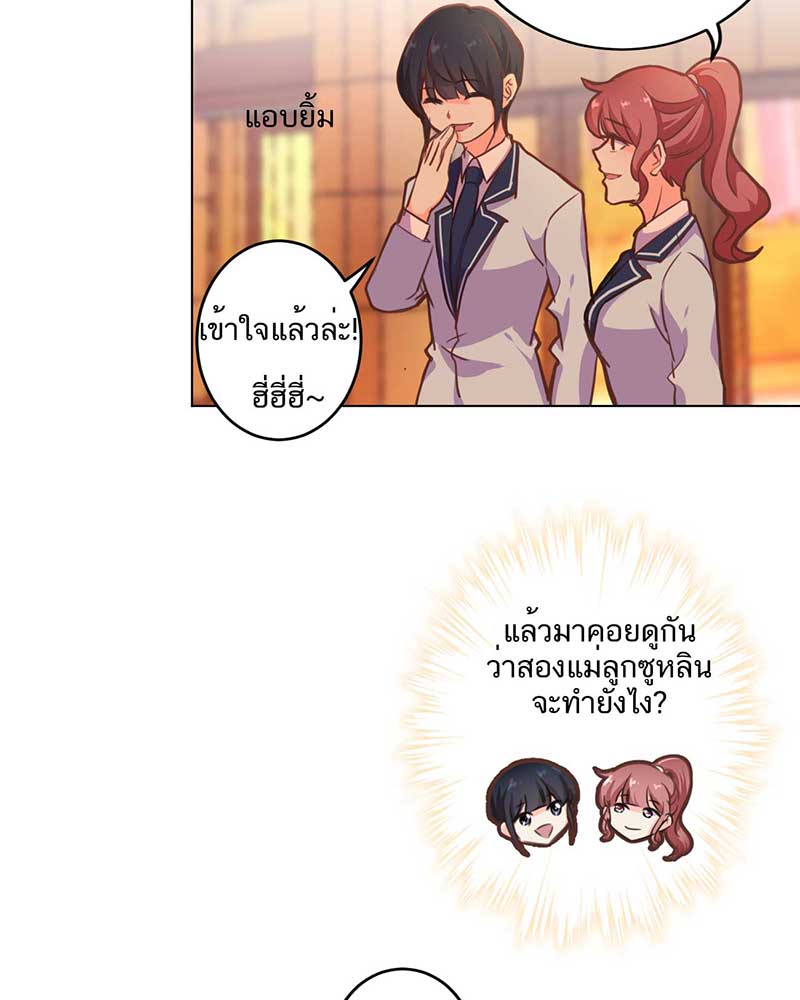 แอบยิ้ม
เข้าใจแล้วล่ะ!
ฮี่ฮี่ฮี่~
แล้วมาคอยดูกัน
ว่าสองแม่ลูกซูหลิน
จะทำยังไง?